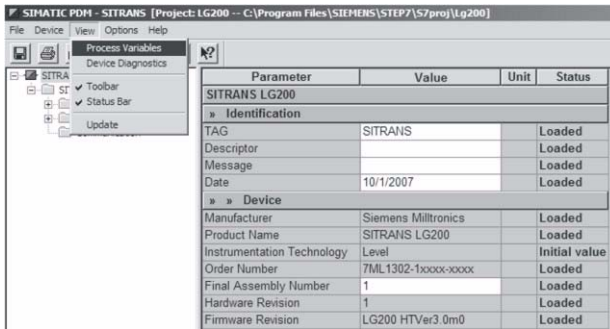 SIMATIC PDM - SITRANS [Project: LG200 -- C:\Program Files\SIEMENS\STEP7\S7proj\Lg200]
File Device View Options Help
Process Variables
Device Diagnostics
Toolbar
Status Bar
Update
SITRA
SI
Parameter Value Unit Status
SITRANS LG200
» Identification
TAG SITRANS Loaded
Descriptor Loaded
Message Loaded
Date 10/1/2007 Loaded
» » Device
Manufacturer Siemens Milltronics Loaded
Product Name SITRANS LG200 Loaded
Instrumentation Technology Level Initial value
Order Number 7ML1302-1xxxx-xxxx Loaded
Final Assembly Number 1 Loaded
Hardware Revision 1 Loaded
Firmware Revision LG200 HTVer3.0m0 Loaded